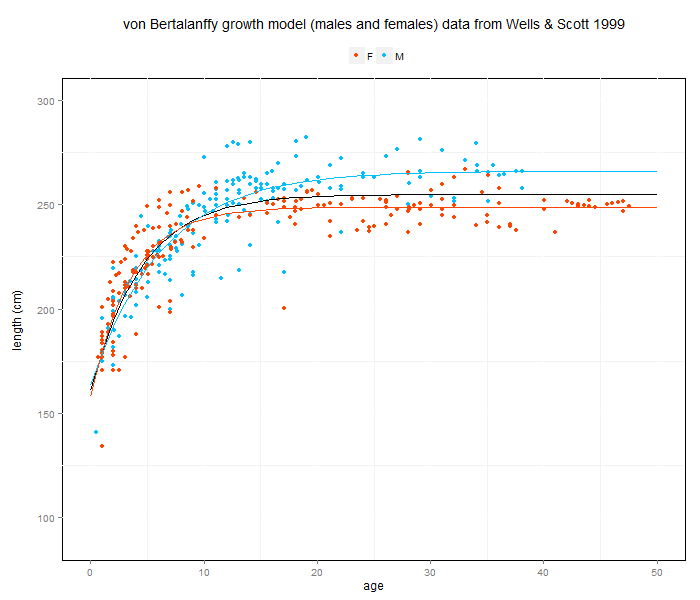 von Bertalanffy growth model (males and females) data from Wells & Scott 1999
F M
300
250
200
150
100
length (cm)
0 10 20 30 40 50
age